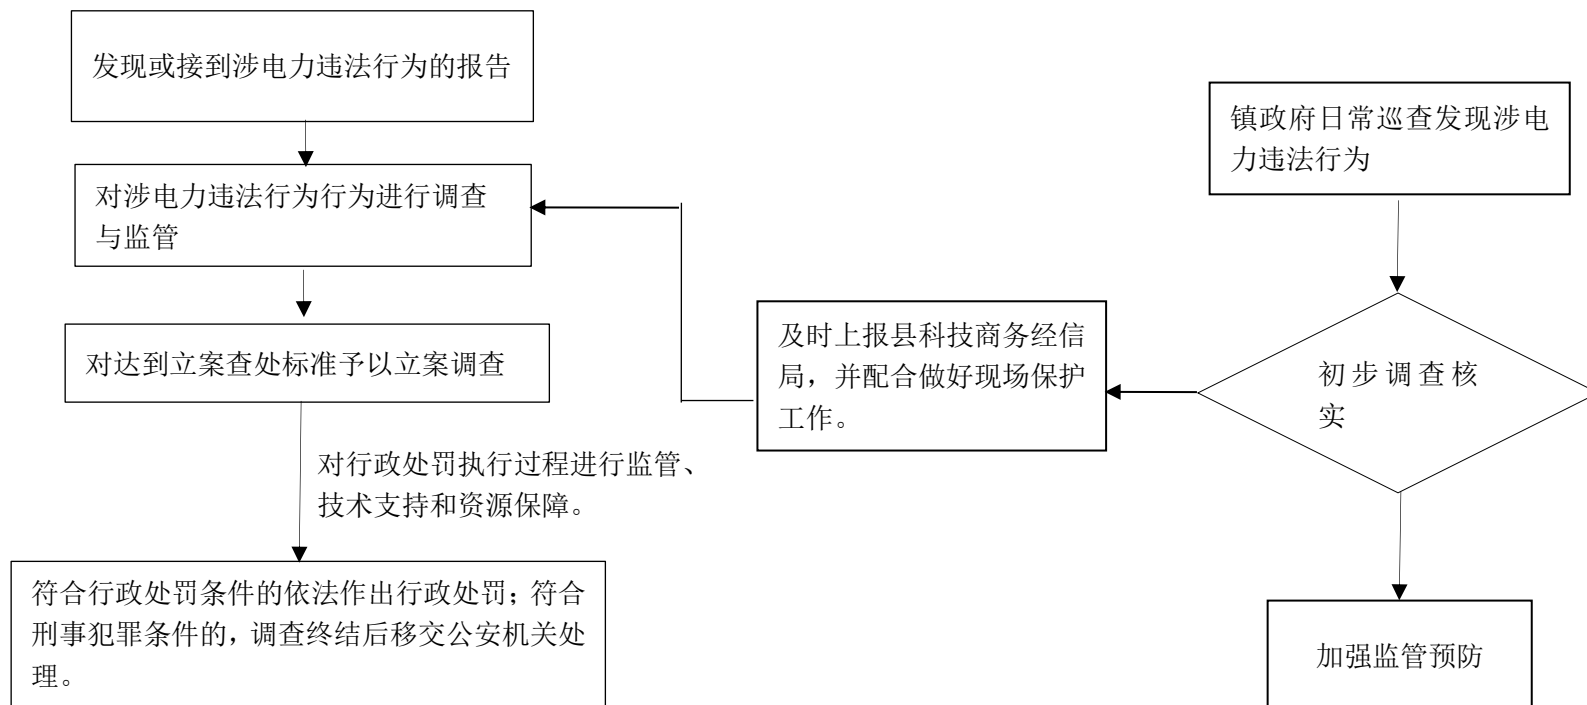 发现或接到涉电力违法行为的报告
对涉电力违法行为行为进行调查
与监管
对达到立案查处标准予以立案调查
对行政处罚执行过程进行监管、
技术支持和资源保障。
符合行政处罚条件的依法作出行政处罚；符合
刑事犯罪条件的，调查终结后移交公安机关处
理。
及时上报县科技商务经信
局，并配合做好现场保护
工作。
镇政府日常巡查发现涉电
力违法行为
初步调查核
实
加强监管预防